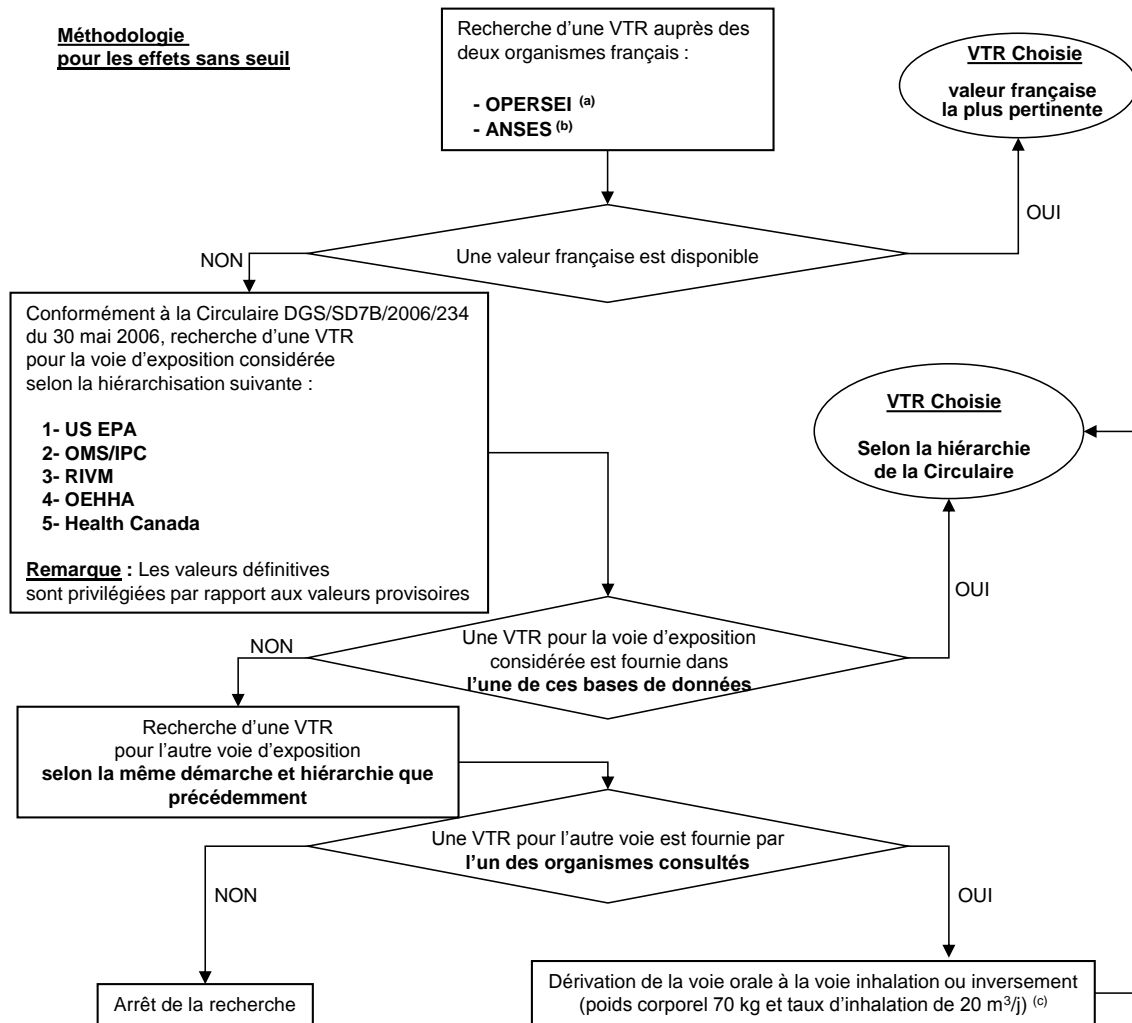 Méthodologie
pour les effets sans seuil
Recherche d'une VTR auprès des
deux organismes français :
- OPERSEI (a)
- ANSES (b)
VTR Choisie
valeur française
la plus pertinente
OUI
NON
Une valeur française est disponible
Conformément à la Circulaire DGS/SD7B/2006/234
du 30 mai 2006, recherche d'une VTR
pour la voie d'exposition considérée
selon la hiérarchisation suivante :
1- US EPA
2- OMS/IPC
3- RIVM
4- OEHHA
5- Health Canada
Remarque : Les valeurs définitives
sont privilégiées par rapport aux valeurs provisoires
VTR Choisie
Selon la hiérarchie
de la Circulaire
OUI
NON
Une VTR pour la voie d'exposition
considérée est fournie dans
l'une de ces bases de données
Recherche d'une VTR
pour l'autre voie d'exposition
selon la même démarche et hiérarchie que
précédemment
Une VTR pour l'autre voie est fournie par
l'un des organismes consultés
NON
OUI
Arrêt de la recherche
Dérivation de la voie orale à la voie inhalation ou inversement
(poids corporel 70 kg et taux d'inhalation de 20 m³/j) (c)